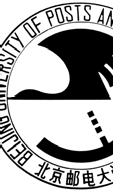 BEIJING UNIVERSITY OF POSTS AN
北京邮电大